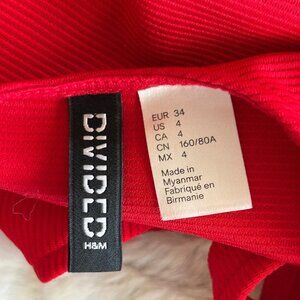 DIVIDED
H&M
EUR 34
US 4
CA 4
CN 160/80A
MX 4
Made in
Myanmar
Fabriqué en
Birmanie